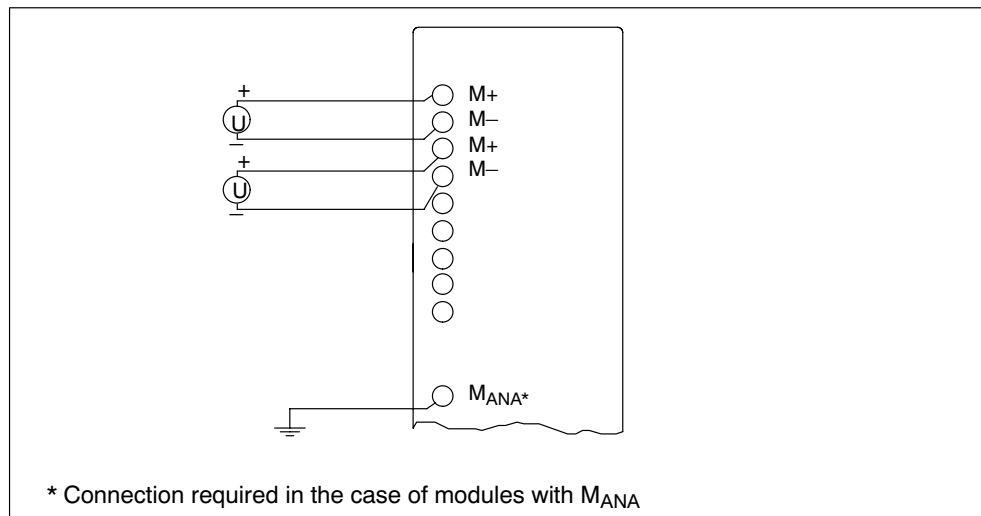 +
U
−
+
U
−
M+
M−
M+
M−
MANA*
* Connection required in the case of modules with MANA